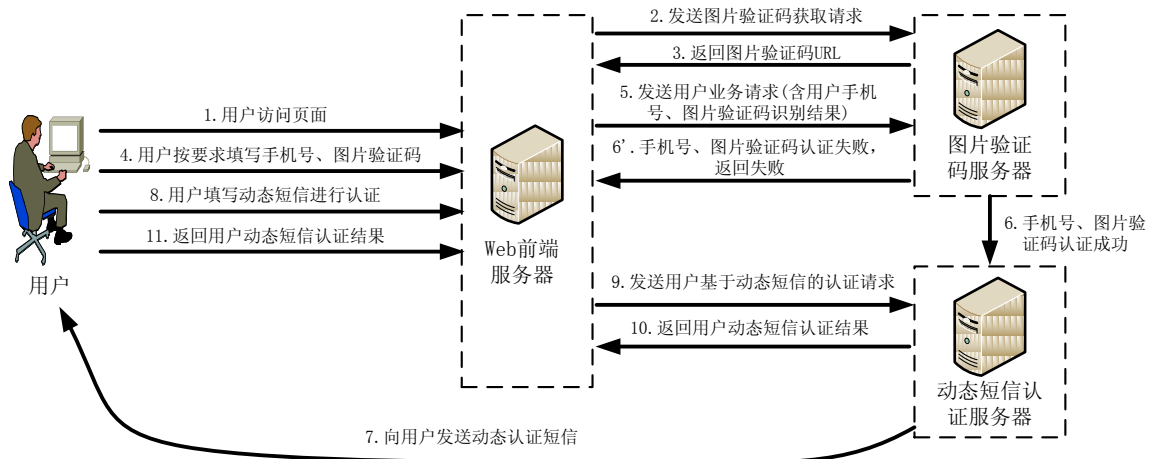 2.发送图片验证码获取请求
3.返回图片验证码URL
5.发送用户业务请求(含用户手机
号、图片验证码识别结果)
6'.手机号、图片验证码认证失败，
返回失败
1.用户访问页面
4.用户按要求填写手机号、图片验证码
8.用户填写动态短信进行认证
11.返回用户动态短信认证结果
用户
Web前端
服务器
图片验证
码服务器
6.手机号、图片验
证码认证成功
9.发送用户基于动态短信的认证请求
10.返回用户动态短信认证结果
动态短信认
证服务器
7.向用户发送动态认证短信